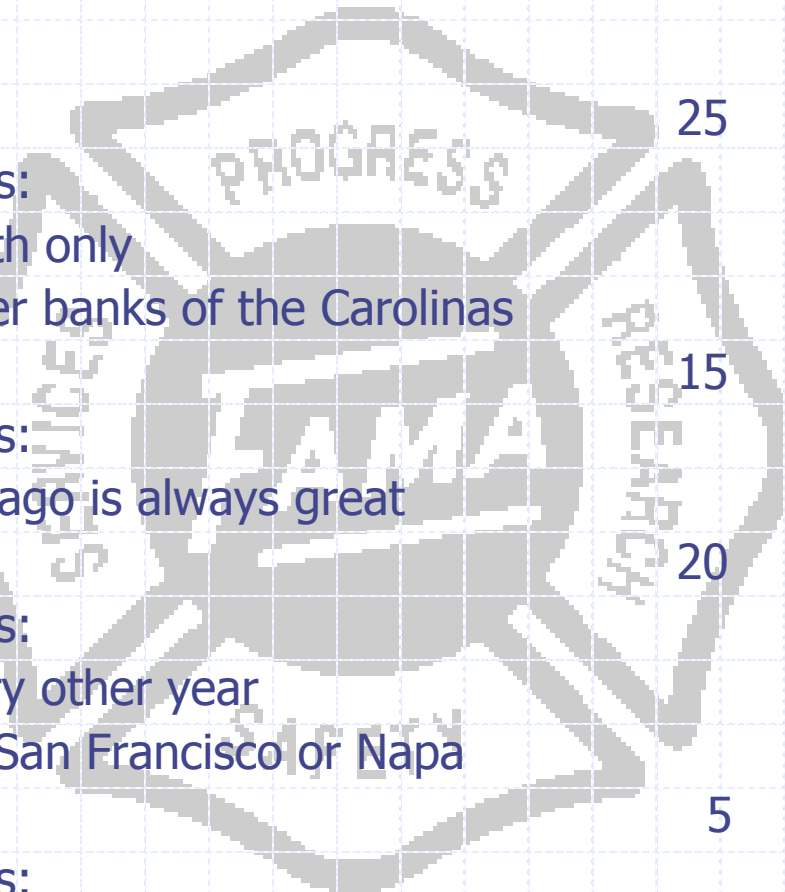 PROGRESS
25
s:
th only
er banks of the Carolinas
SERVICES
RESEARCH
15
s:
FAMA
ago is always great
20
s:
ry other year
San Francisco or Napa
SAFETY
5
s: